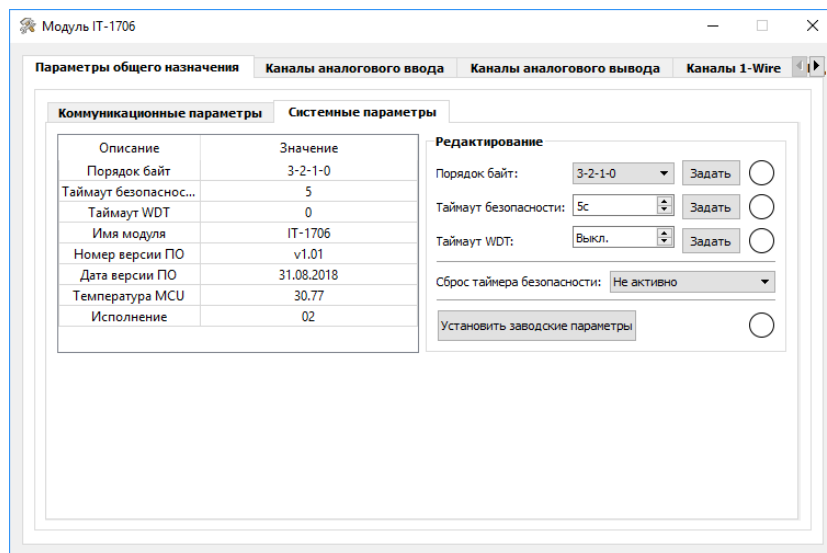 Модуль IT-1706
Параметры общего назначения Каналы аналогового ввода Каналы аналогового вывода Каналы 1-Wire
Коммуникационные параметры Системные параметры
Описание Значение
Порядок байт 3-2-1-0
Таймаут безопаснос... 5
Таймаут WDT 0
Имя модуля IT-1706
Номер версии ПО v1.01
Дата версии ПО 31.08.2018
Температура MCU 30.77
Исполнение 02
Редактирование
Порядок байт: 3-2-1-0 Задать
Таймаут безопасности: 5с Задать
Таймаут WDT: Выкл. Задать
Сброс таймера безопасности: Не активно
Установить заводские параметры